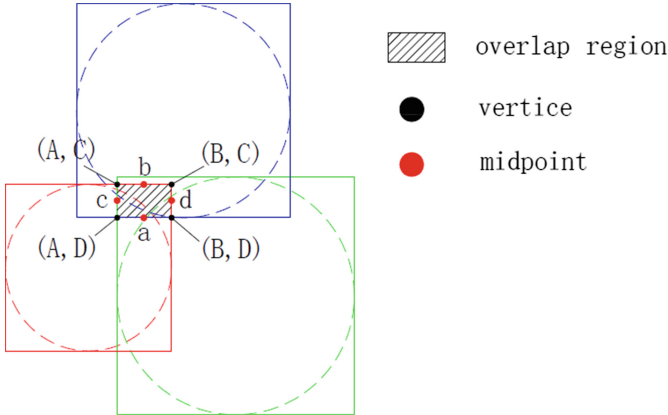 overlap region
vertice
midpoint
(A, C)
b
(B, C)
c
d
(A, D)
a
(B, D)